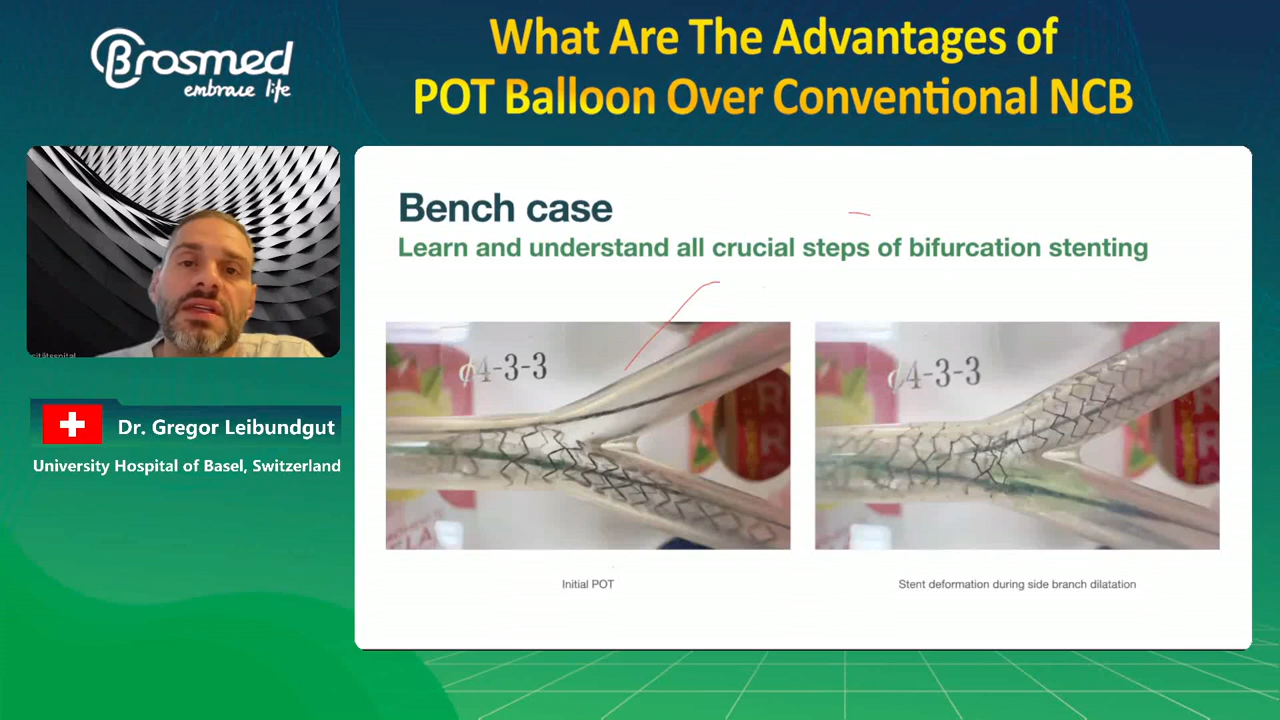 Brosmed
embrace life
What Are The Advantages of
POT Balloon Over Conventional NCB
Dr. Gregor Leibundgut
University Hospital of Basel, Switzerland
Bench case
Learn and understand all crucial steps of bifurcation stenting
ϕ4-3-3
ϕ4-3-3
Initial POT
Stent deformation during side branch dilatation